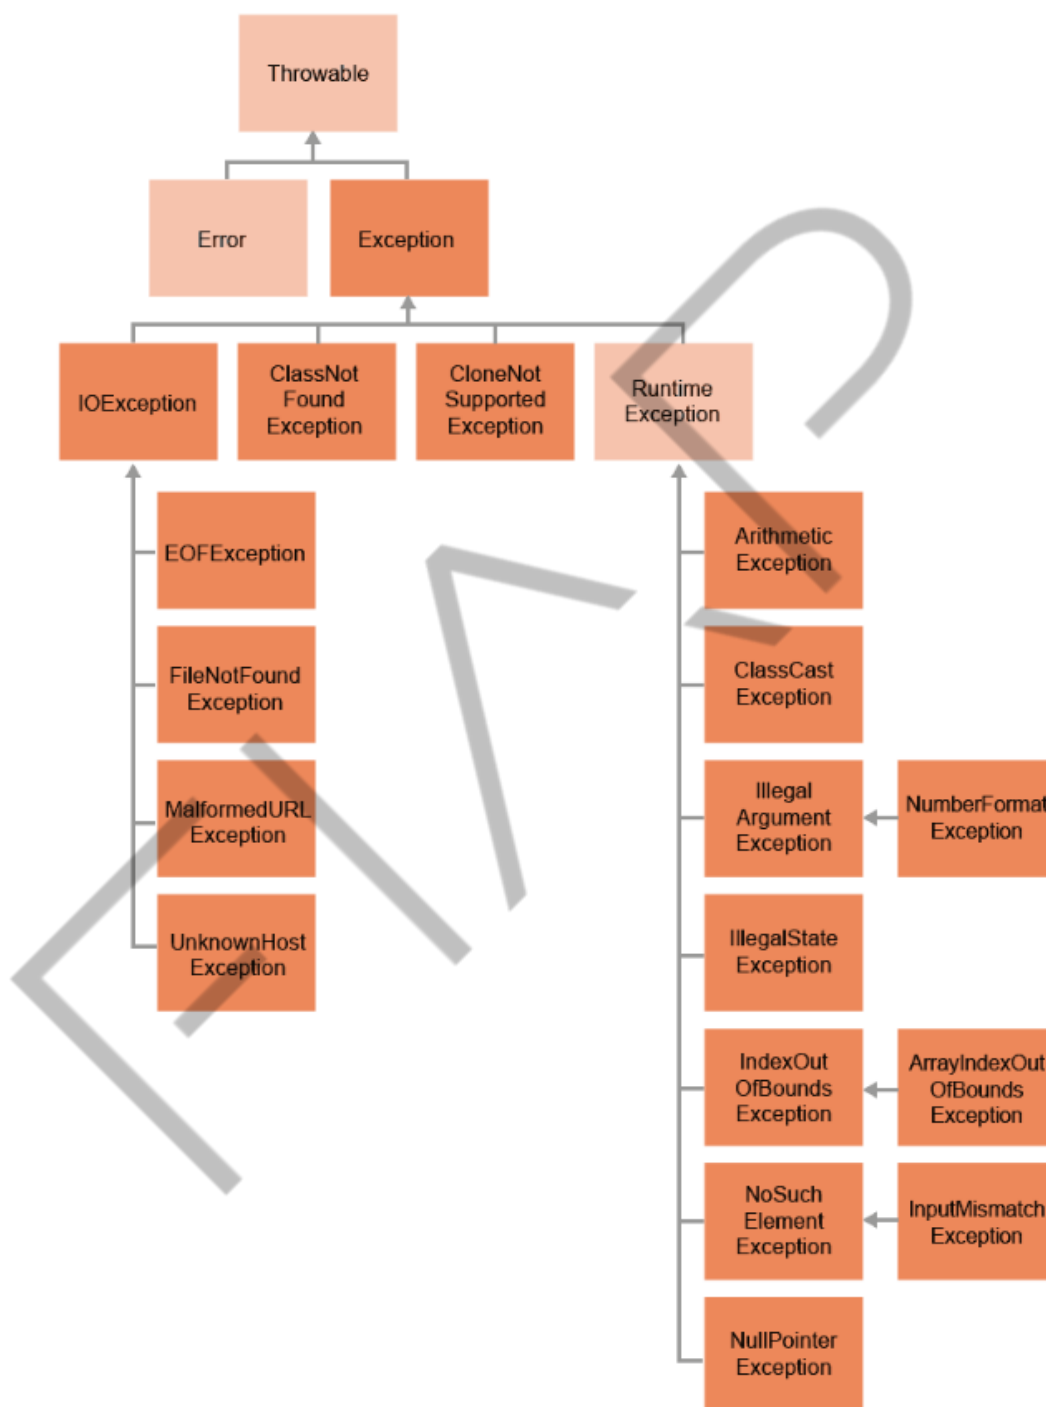 Throwable
Error
Exception
IOException
ClassNot
Found
Exception
CloneNot
Supported
Exception
Runtime
Exception
EOFException
FileNotFound
Exception
MalformedURL
Exception
UnknownHost
Exception
Arithmetic
Exception
ClassCast
Exception
Illegal
Argument
Exception
NumberFormat
Exception
IllegalState
Exception
IndexOut
OfBounds
Exception
ArrayIndexOut
OfBounds
Exception
NoSuch
Element
Exception
InputMismatch
Exception
NullPointer
Exception